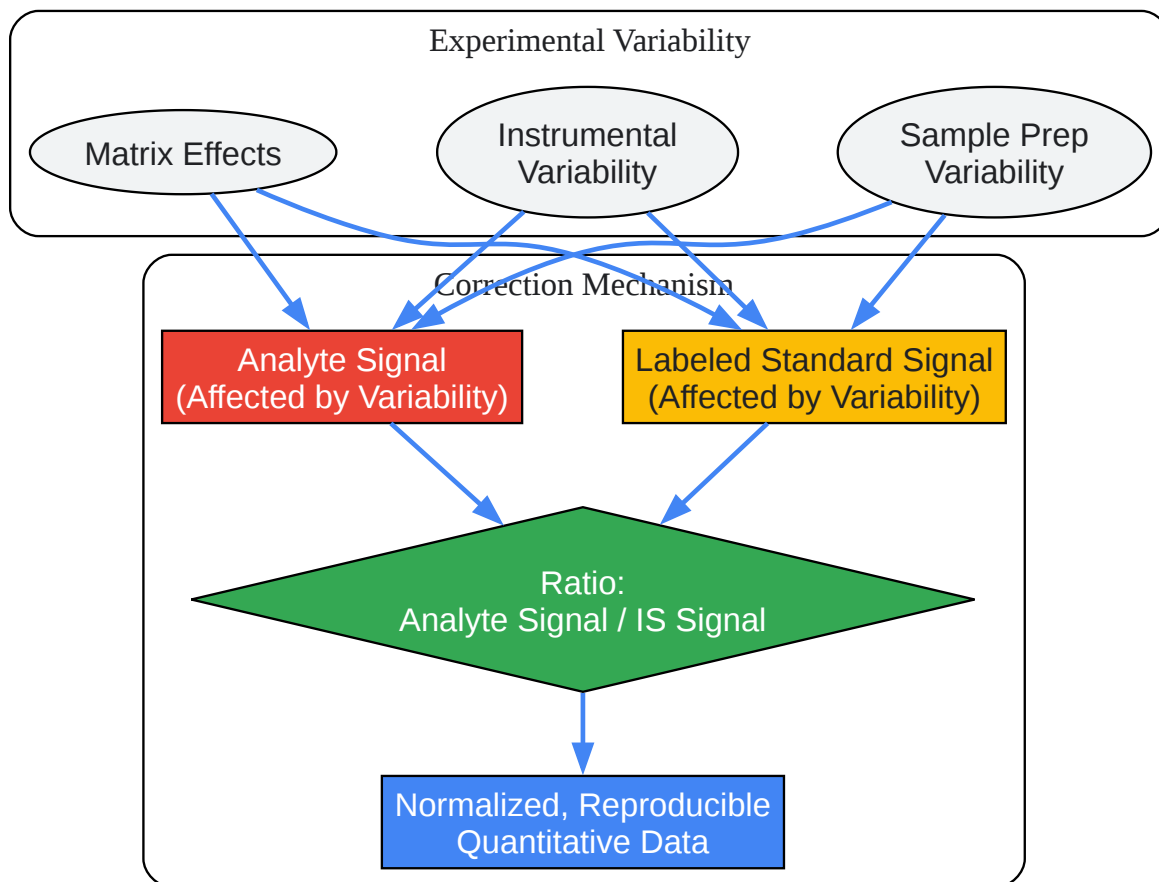 Experimental Variability
Matrix Effects
Instrumental
Variability
Sample Prep
Variability
Correction Mechanism
Analyte Signal
(Affected by Variability)
Labeled Standard Signal
(Affected by Variability)
Ratio:
Analyte Signal / IS Signal
Normalized, Reproducible
Quantitative Data